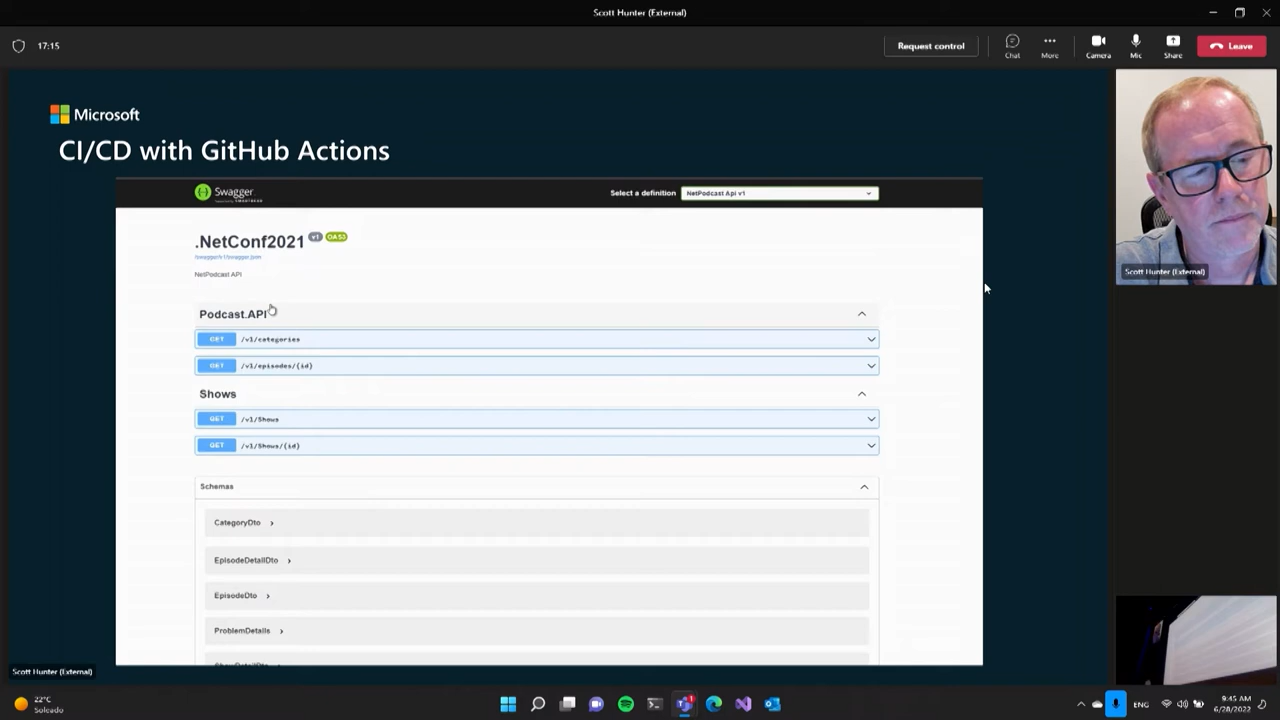 Scott Hunter (External)
17:15
Request control
Chat
More
Camera
Mic
Share
Leave
Microsoft
CI/CD with GitHub Actions
Swagger
Select a definition
NetPodcast Api v1
.NetConf2021
v1
OAS3
NetPodcast API
Podcast.API
GET /v1/categories
GET /v1/episodes/{id}
Shows
GET /v1/Shows
GET /v1/Shows/{id}
Schemas
CategoryDto
EpisodeDetailDto
EpisodeDto
ProblemDetails
ShowDetailDto
Scott Hunter (External)
Scott Hunter (External)
22°C
Soleado
1
ENG
9:45 AM
6/28/2022